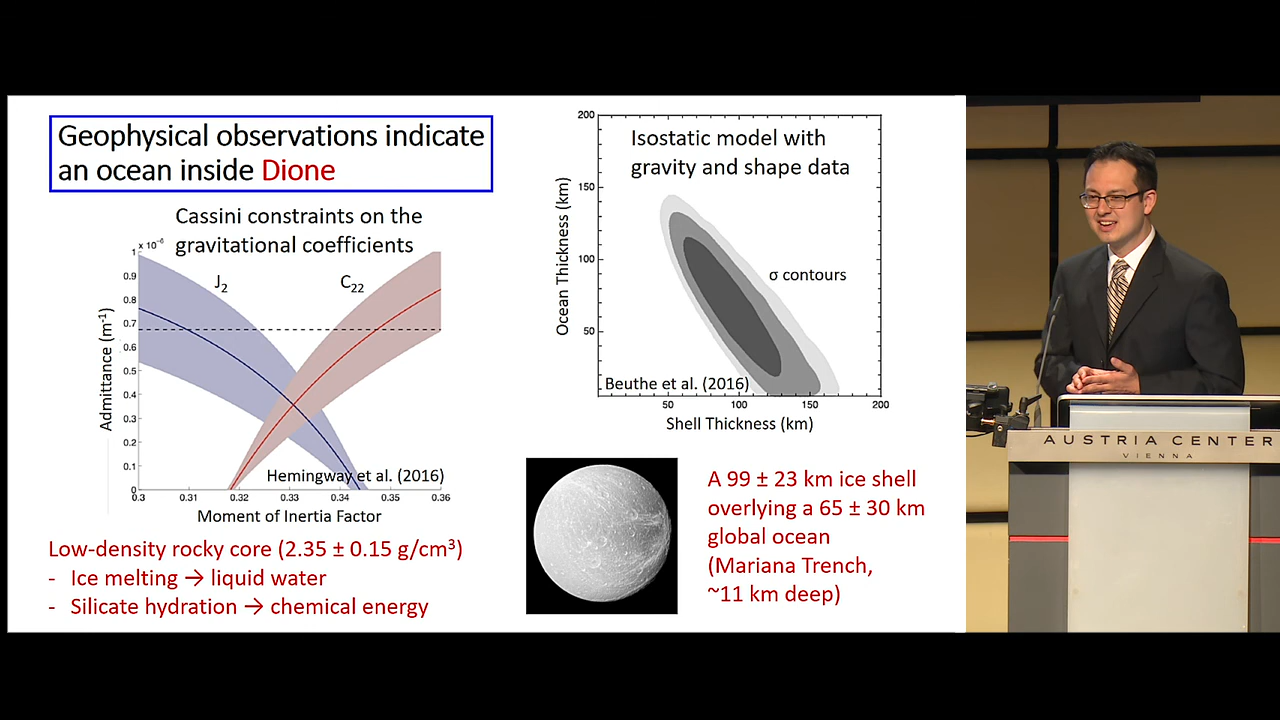 Geophysical observations indicate
an ocean inside Dione
Cassini constraints on the
gravitational coefficients
x 10⁻⁶
J₂
C₂₂
1
0.9
0.8
0.7
0.6
0.5
0.4
0.3
0.2
0.1
0
Admittance (m⁻¹)
Hemingway et al. (2016)
0.3 0.31 0.32 0.33 0.34 0.35 0.36
Moment of Inertia Factor
Low-density rocky core (2.35 ± 0.15 g/cm³)
- Ice melting → liquid water
- Silicate hydration → chemical energy
Isostatic model with
gravity and shape data
200
150
100
50
Ocean Thickness (km)
σ contours
Beuthe et al. (2016)
50 100 150 200
Shell Thickness (km)
A 99 ± 23 km ice shell
overlying a 65 ± 30 km
global ocean
(Mariana Trench,
~11 km deep)
AUSTRIA CENTER
VIENNA